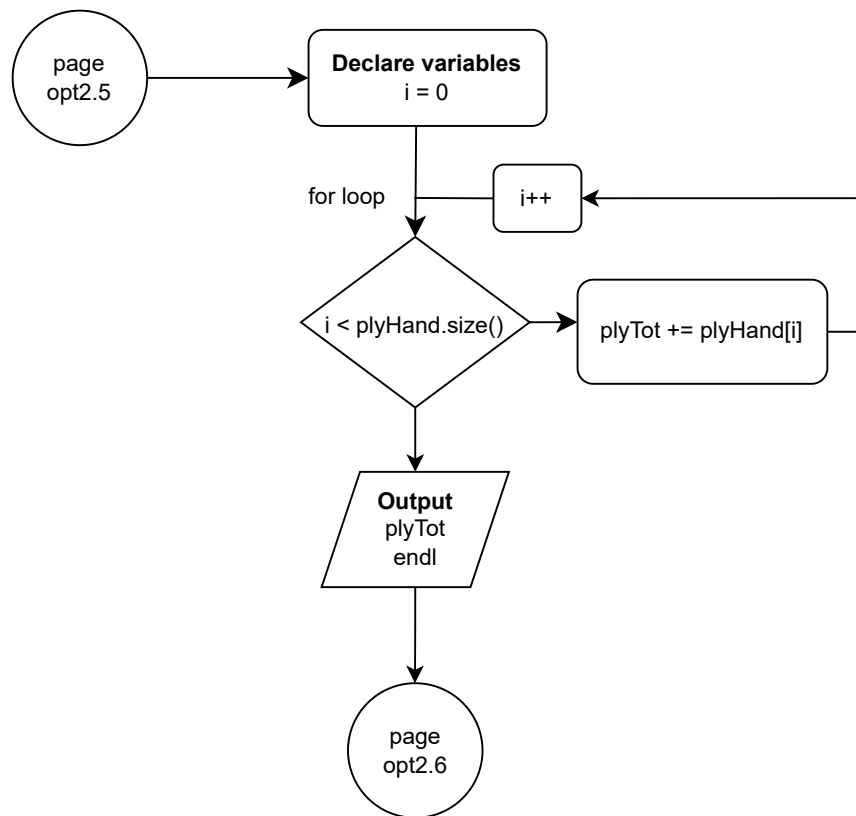 page
opt2.5
Declare variables
i = 0
for loop
i++
i < plyHand.size()
plyTot += plyHand[i]
Output
plyTot
endl
page
opt2.6